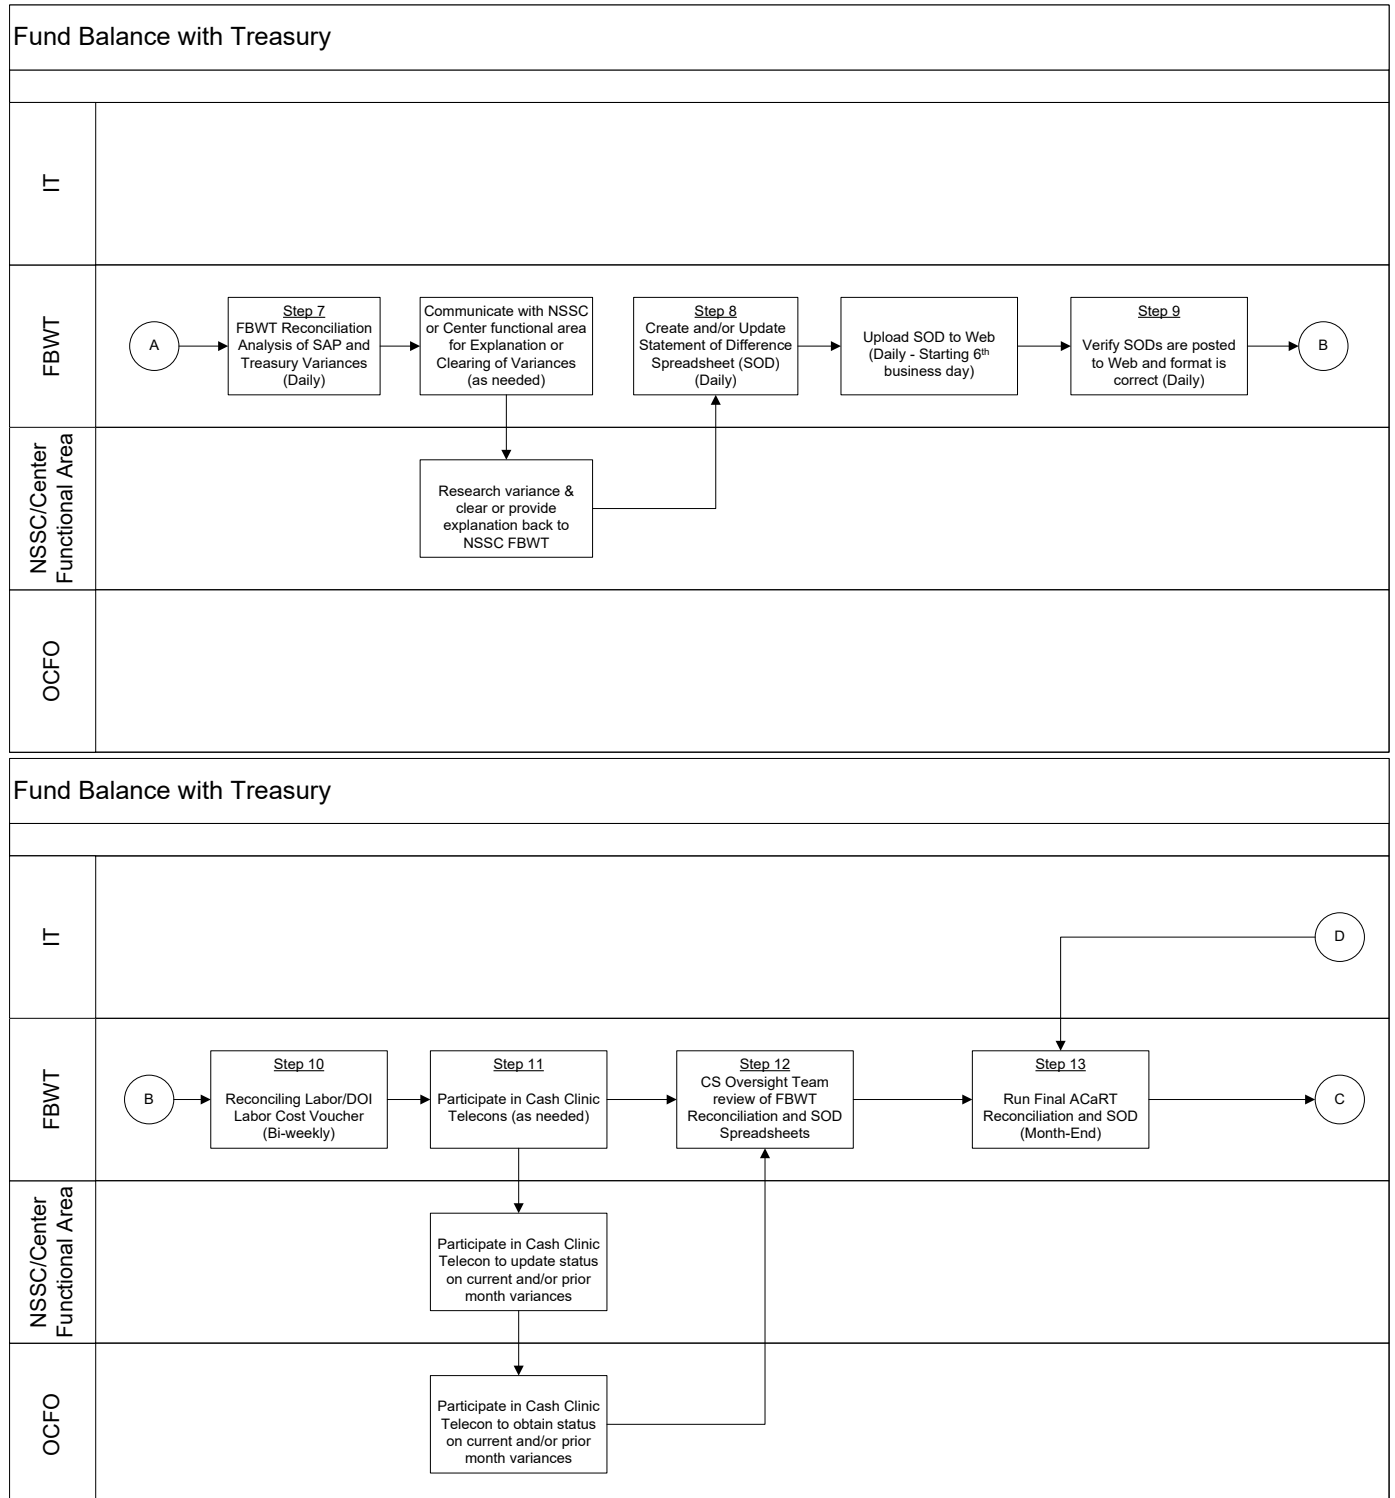 Fund Balance with Treasury
IT
FBWT
A
Step 7
FBWT Reconciliation
Analysis of SAP and
Treasury Variances
(Daily)
Communicate with NSSC
or Center functional area
for Explanation or
Clearing of Variances
(as needed)
Step 8
Create and/or Update
Statement of Difference
Spreadsheet (SOD)
(Daily)
Upload SOD to Web
(Daily - Starting 6th
business day)
Step 9
Verify SODs are posted
to Web and format is
correct (Daily)
B
NSSC/Center
Functional Area
Research variance &
clear or provide
explanation back to
NSSC FBWT
OCFO
Fund Balance with Treasury
IT
D
FBWT
B
Step 10
Reconciling Labor/DOI
Labor Cost Voucher
(Bi-weekly)
Step 11
Participate in Cash Clinic
Telecons (as needed)
Step 12
CS Oversight Team
review of FBWT
Reconciliation and SOD
Spreadsheets
Step 13
Run Final ACaRT
Reconciliation and SOD
(Month-End)
C
NSSC/Center
Functional Area
Participate in Cash Clinic
Telecon to update status
on current and/or prior
month variances
OCFO
Participate in Cash Clinic
Telecon to obtain status
on current and/or prior
month variances